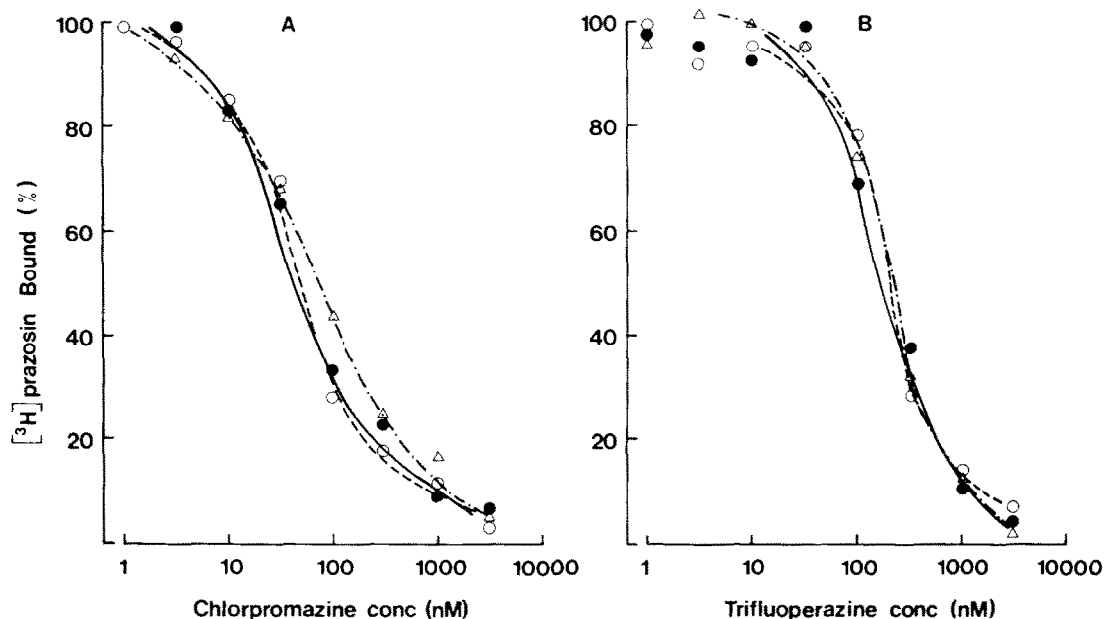 A
B
100
80
60
40
20
[³H] prazosin Bound (%)
1 10 100 1000 10000
Chlorpromazine conc (nM)
100
80
60
40
20
1 10 100 1000 10000
Trifluoperazine conc (nM)